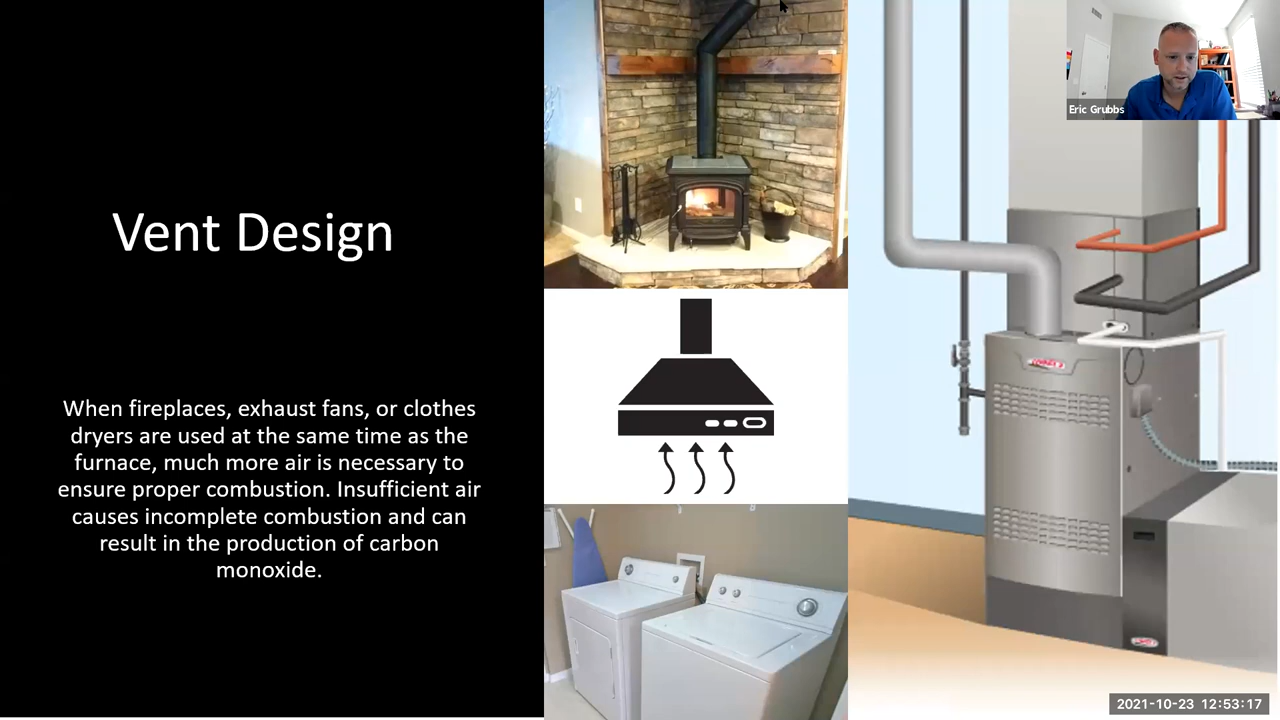 Vent Design
When fireplaces, exhaust fans, or clothes
dryers are used at the same time as the
furnace, much more air is necessary to
ensure proper combustion. Insufficient air
causes incomplete combustion and can
result in the production of carbon
monoxide.
Eric Grubbs
2021-10-23 12:53:17